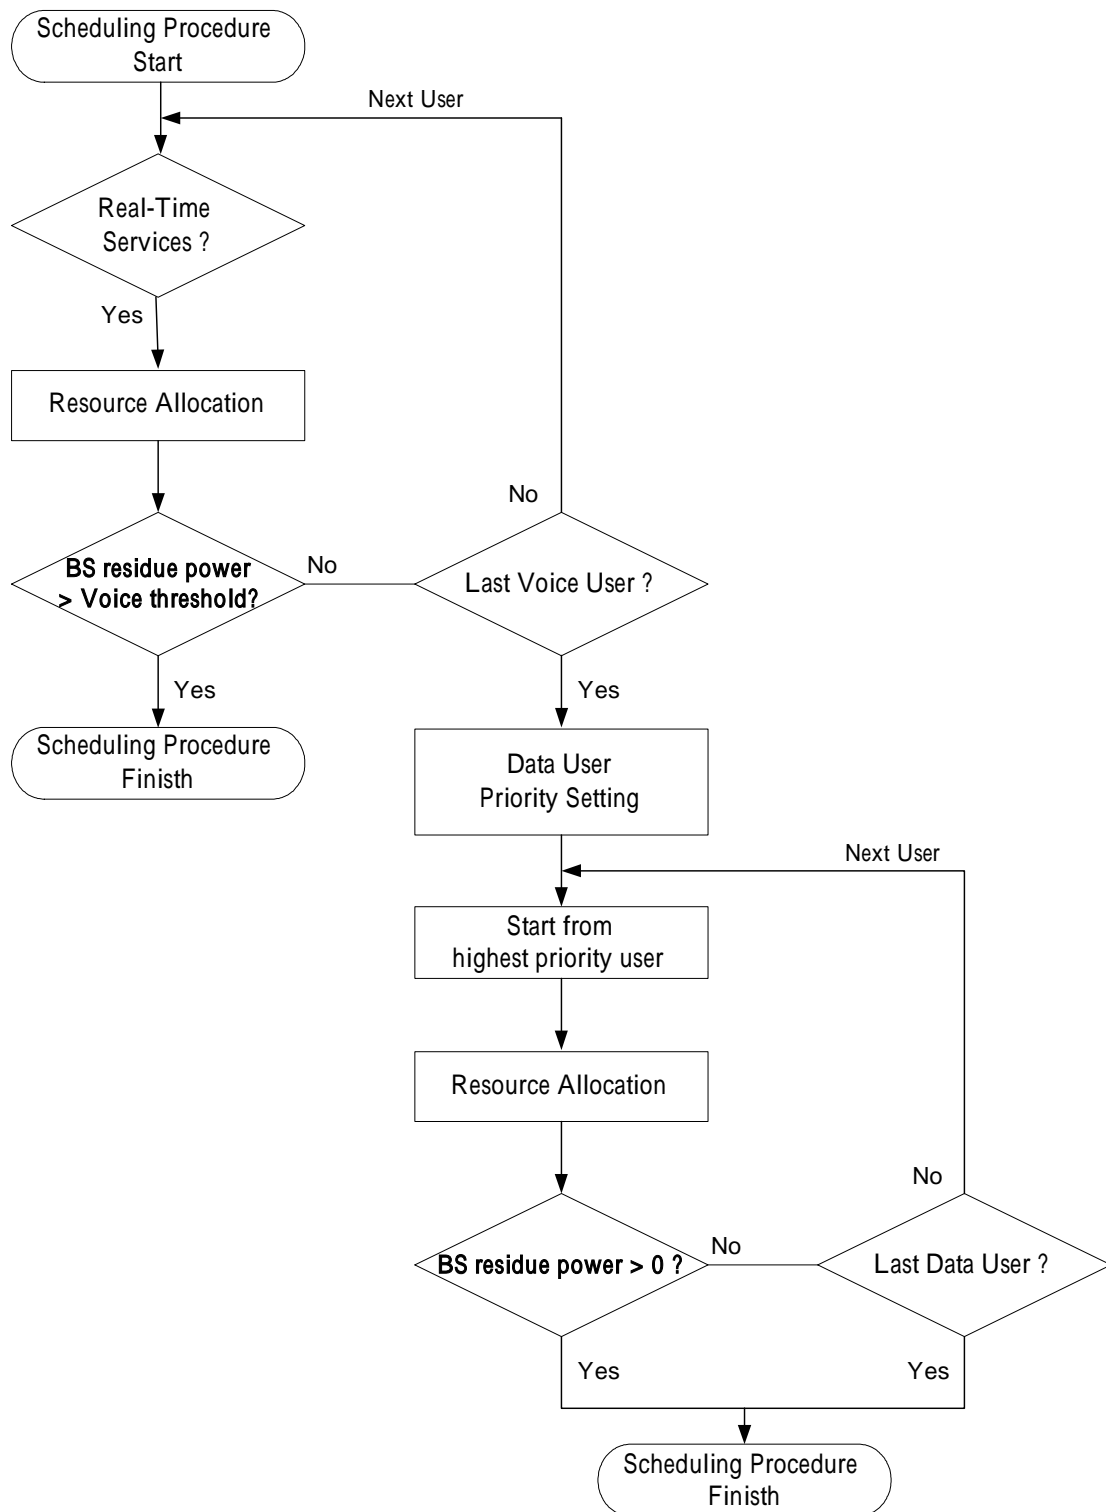 Scheduling Procedure
Start
Next User
Real-Time
Services ?
Yes
Resource Allocation
No
BS residue power
> Voice threshold?
No
Last Voice User ?
Yes
Yes
Scheduling Procedure
Finisth
Data User
Priority Setting
Next User
Start from
highest priority user
Resource Allocation
No
BS residue power > 0 ?
No
Last Data User ?
Yes
Yes
Scheduling Procedure
Finisth